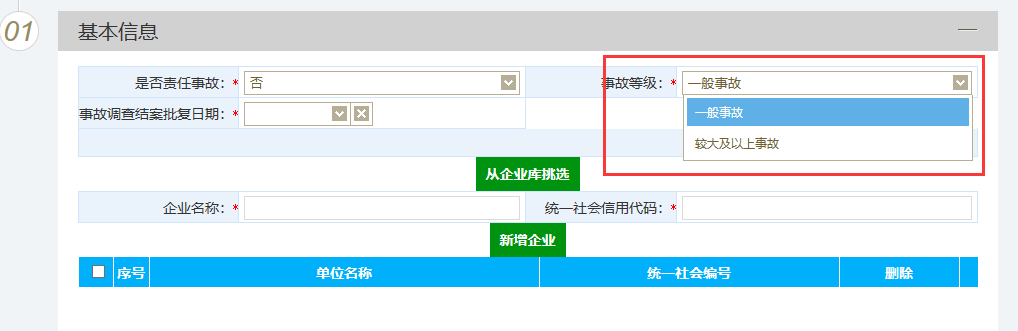 01
基本信息
是否责任事故：* 否 事故等级：* 一般事故
一般事故
事故调查结案批复日期：*
较大及以上事故
从企业库挑选
企业名称：* 统一社会信用代码：*
新增企业
序号 单位名称 统一社会编号 删除